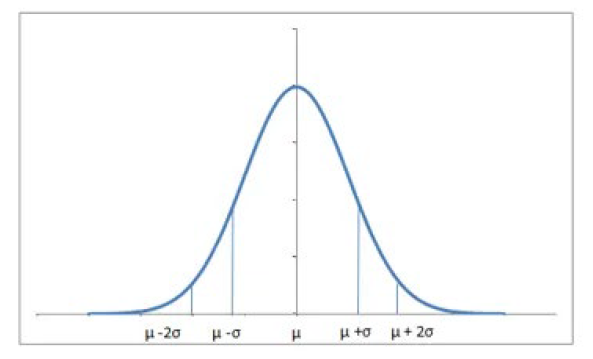 μ -2σ μ -σ μ μ +σ μ + 2σ